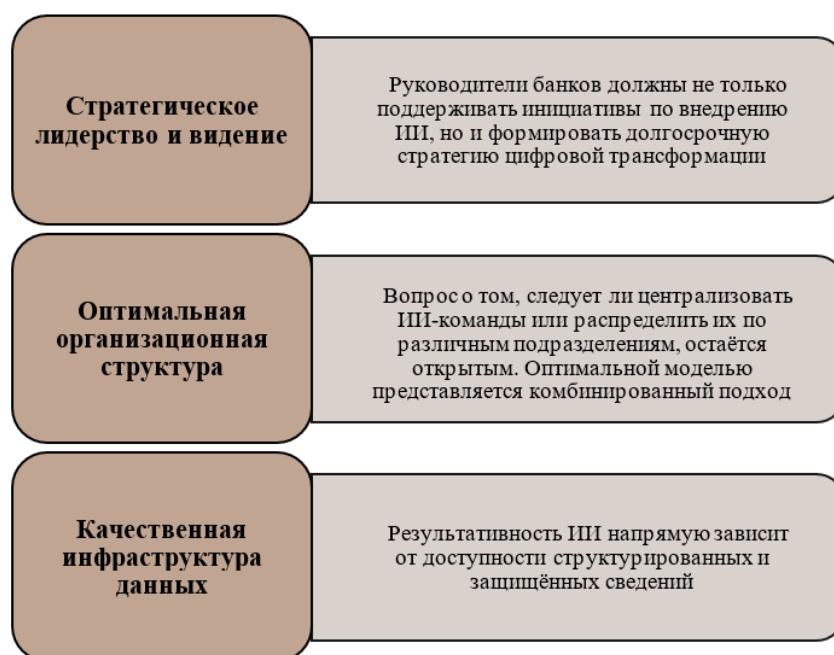 Стратегическое
лидерство и видение
Руководители банков должны не только
поддерживать инициативы по внедрению
ИИ, но и формировать долгосрочную
стратегию цифровой трансформации
Оптимальная
организационная
структура
Вопрос о том, следует ли централизовать
ИИ-команды или распределить их по
различным подразделениям, остаётся
открытым. Оптимальной моделью
представляется комбинированный подход
Качественная
инфраструктура
данных
Результативность ИИ напрямую зависит
от доступности структурированных и
защищённых сведений